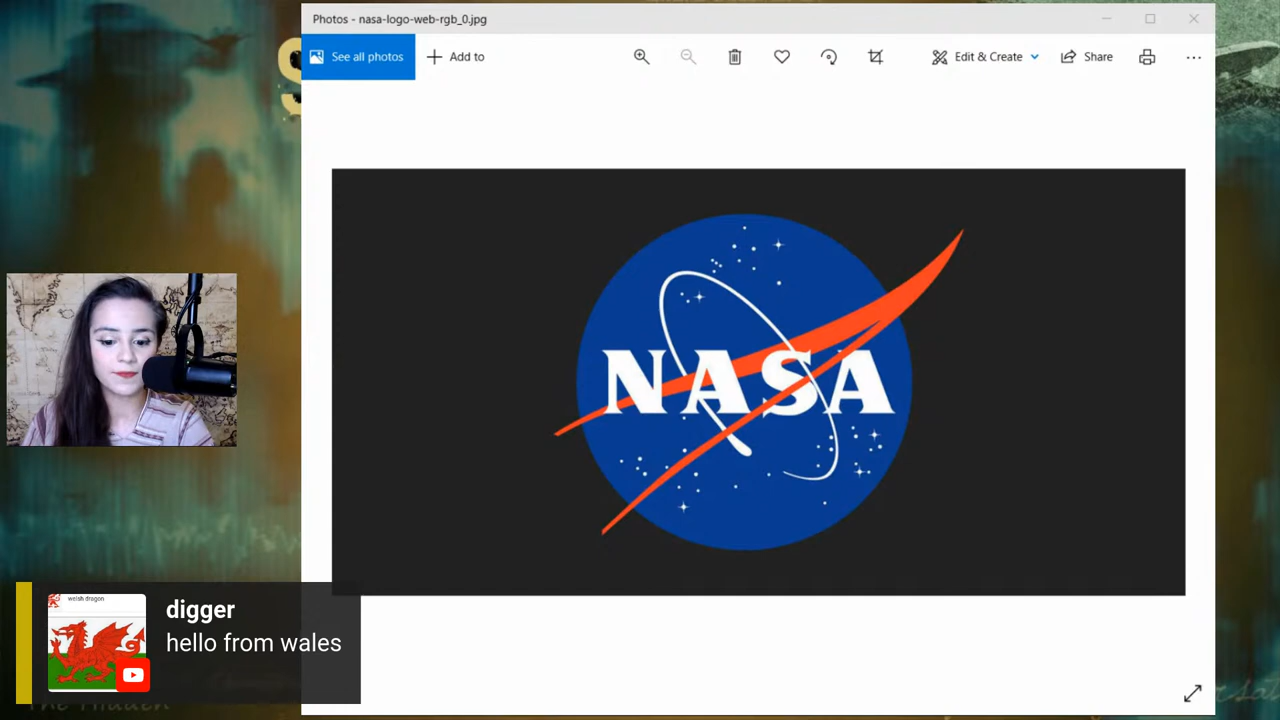 Photos - nasa-logo-web-rgb_0.jpg
See all photos
Add to
Edit & Create
Share
NASA
welsh dragon
digger
hello from wales